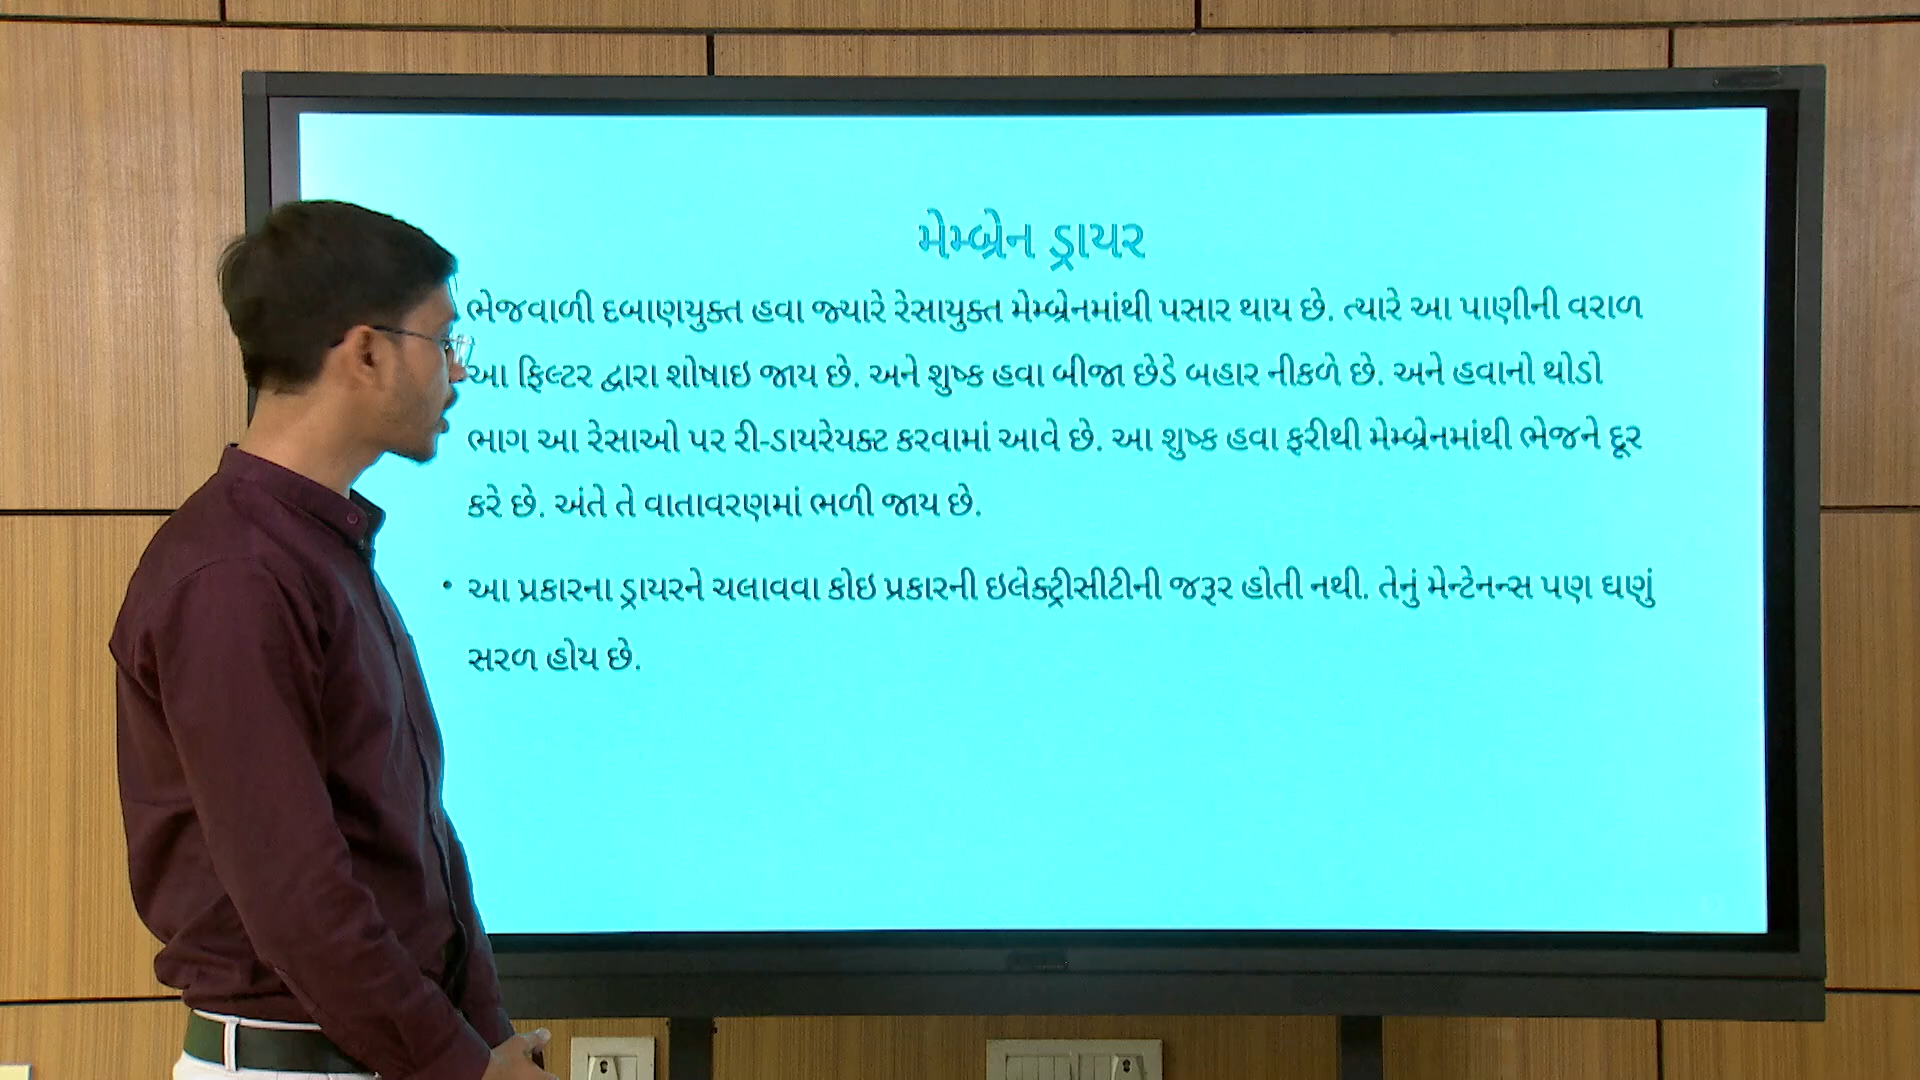 મેમ્બ્રેન ડ્રાયર
ભેજવાળી દબાણયુક્ત હવા જ્યારે રેસાયુક્ત મેમ્બ્રેનમાંથી પસાર થાય છે. ત્યારે આ પાણીની વરાળ
આ ફિલ્ટર દ્વારા શોષાઇ જાય છે. અને શુષ્ક હવા બીજા છેડે બહાર નીકળે છે. અને હવાનો થોડો
ભાગ આ રેસાઓ પર રી-ડાયરેયક્ટ કરવામાં આવે છે. આ શુષ્ક હવા ફરીથી મેમ્બ્રેનમાંથી ભેજને દૂર
કરે છે. અંતે તે વાતાવરણમાં ભળી જાય છે.
• આ પ્રકારના ડ્રાયરને ચલાવવા કોઇ પ્રકારની ઇલેક્ટ્રીસીટીની જરૂર હોતી નથી. તેનું મેન્ટેનન્સ પણ ઘણું
સરળ હોય છે.